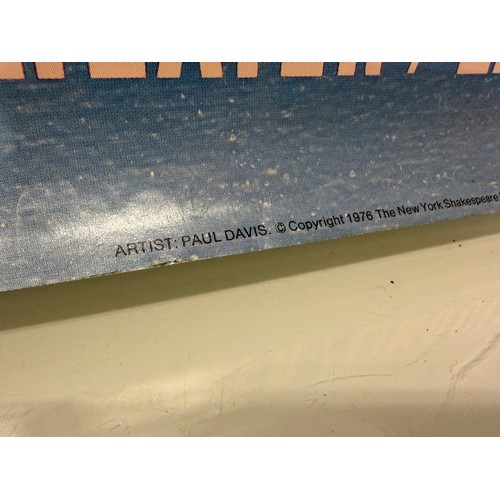 ARTIST: PAUL DAVIS. © Copyright 1976 The New York Shakespeare